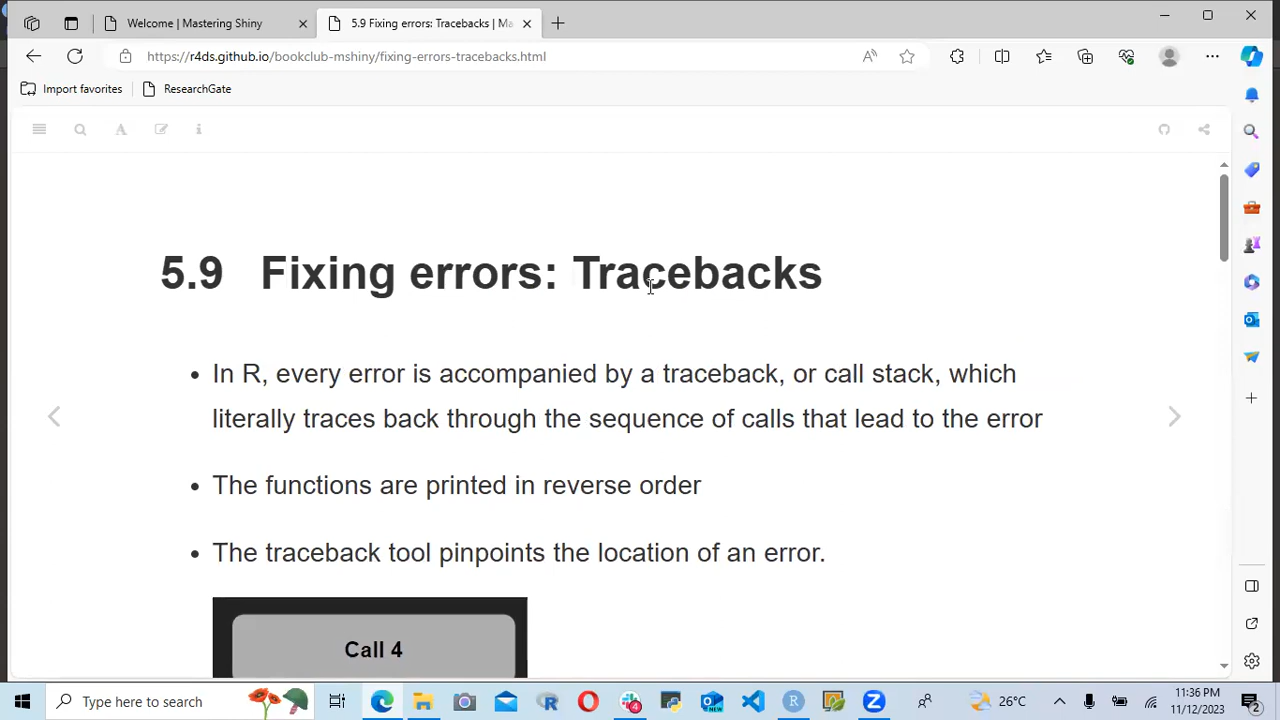 Welcome | Mastering Shiny
5.9 Fixing errors: Tracebacks | Ma
https://r4ds.github.io/bookclub-mshiny/fixing-errors-tracebacks.html
Import favorites
ResearchGate
5.9 Fixing errors: Tracebacks
In R, every error is accompanied by a traceback, or call stack, which
literally traces back through the sequence of calls that lead to the error
The functions are printed in reverse order
The traceback tool pinpoints the location of an error.
Call 4
Type here to search
4
NEW
26°C
11:36 PM
11/12/2023
2